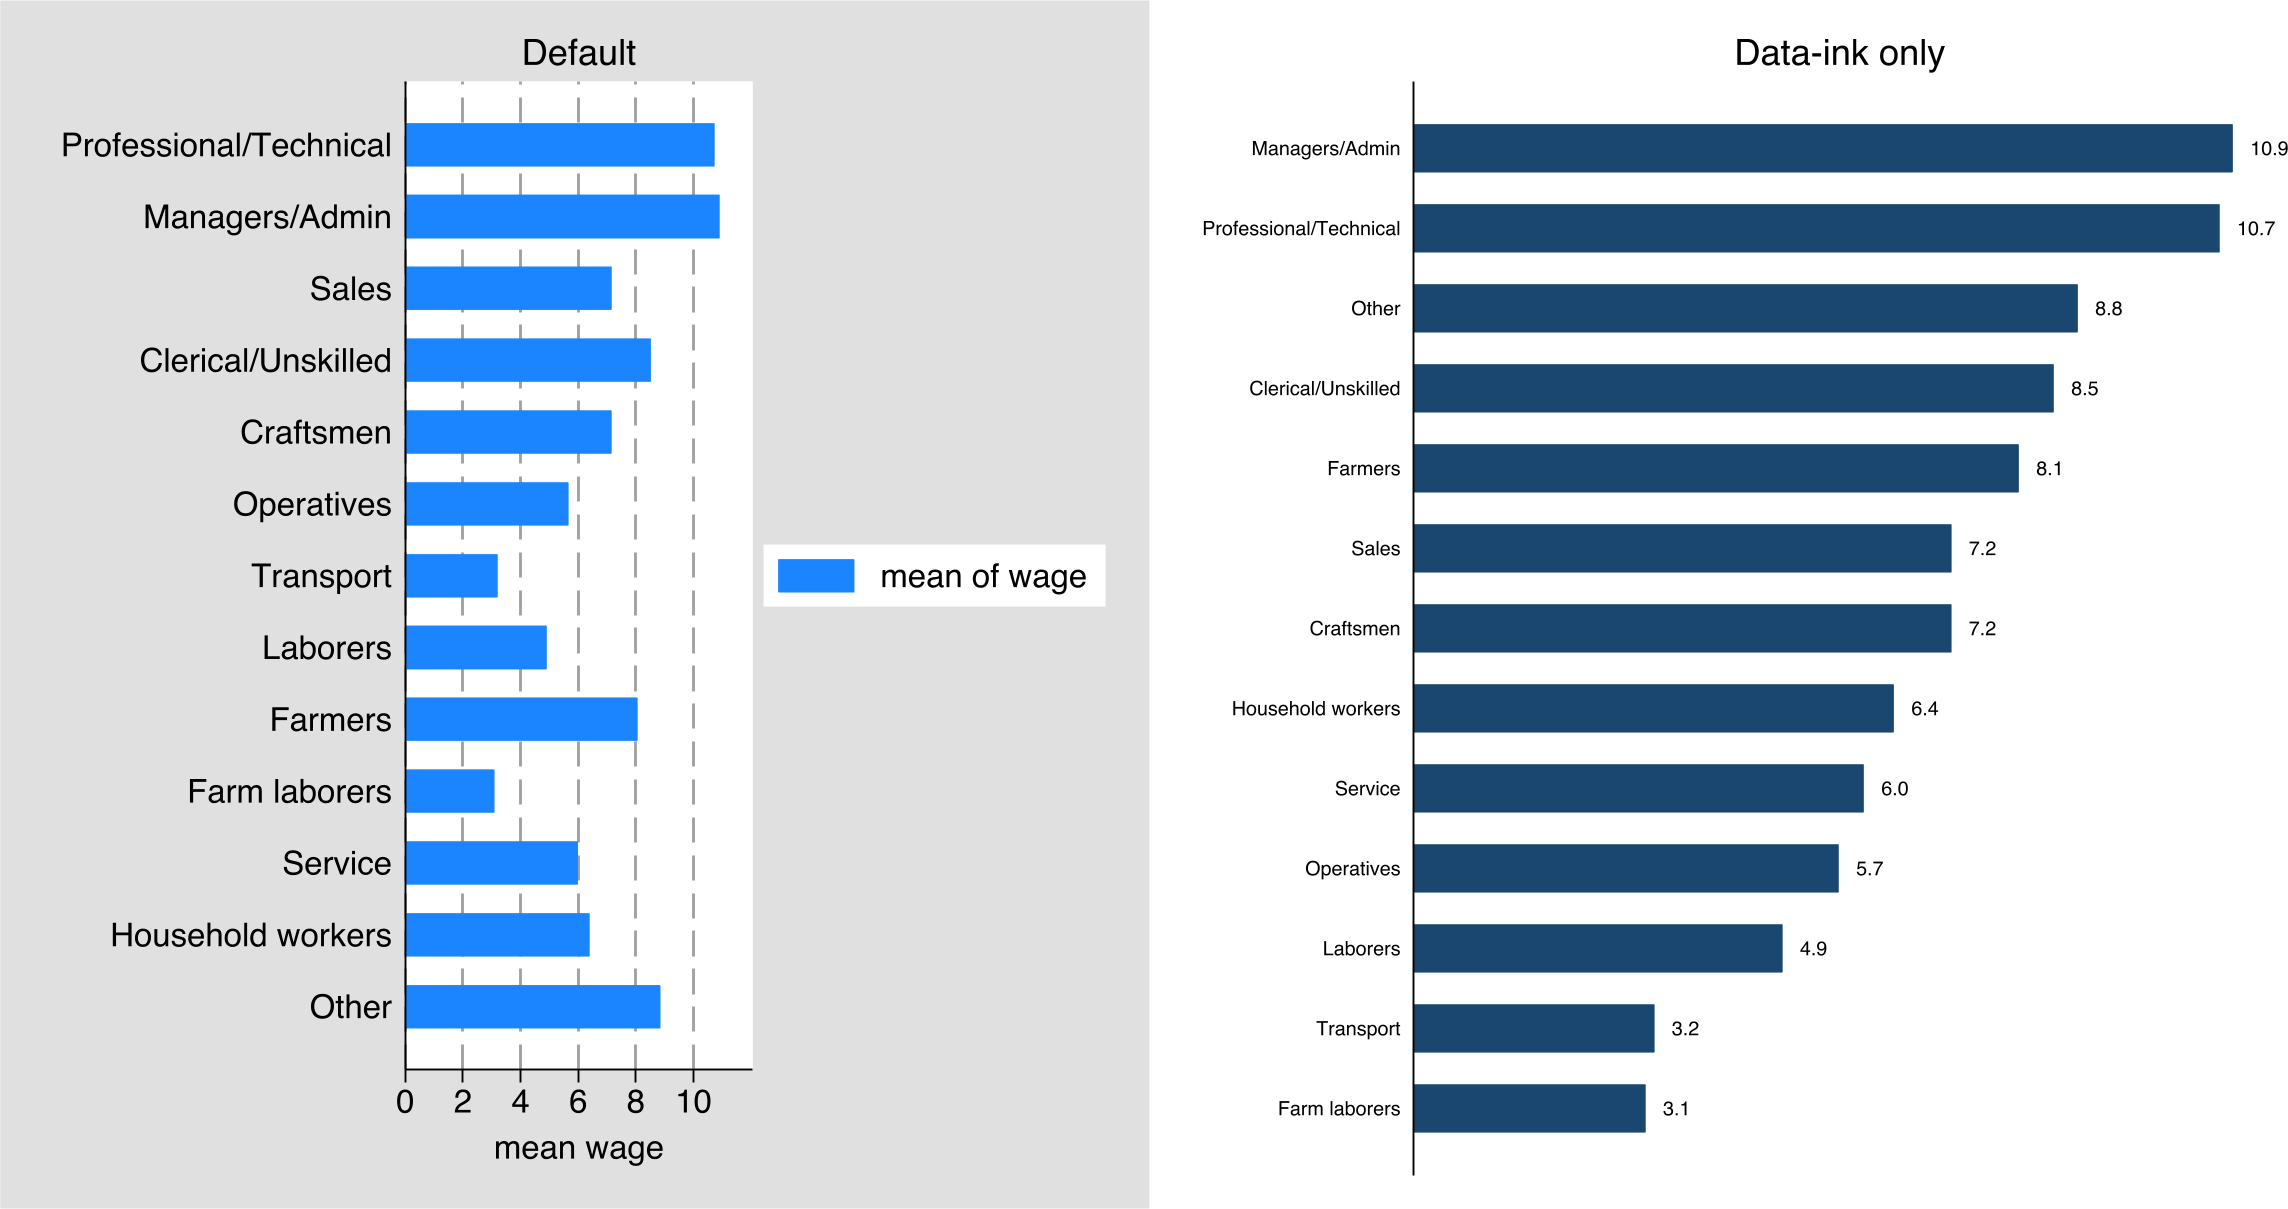 Default
Professional/Technical
Managers/Admin
Sales
Clerical/Unskilled
Craftsmen
Operatives
Transport
Laborers
Farmers
Farm laborers
Service
Household workers
Other
0 2 4 6 8 10
mean wage
mean of wage
Data-ink only
Managers/Admin 10.9
Professional/Technical 10.7
Other 8.8
Clerical/Unskilled 8.5
Farmers 8.1
Sales 7.2
Craftsmen 7.2
Household workers 6.4
Service 6.0
Operatives 5.7
Laborers 4.9
Transport 3.2
Farm laborers 3.1